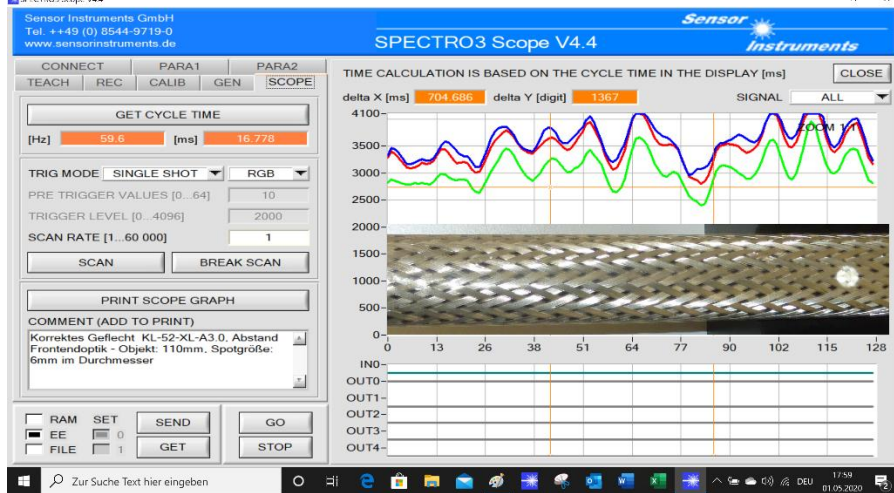 SPECTRO3 Scope V4.4
Sensor Instruments GmbH
Tel. ++49 (0) 8544-9719-0
www.sensorinstruments.de
SPECTRO3 Scope V4.4
Sensor
Instruments
CONNECT PARA1 PARA2
TEACH REC CALIB GEN SCOPE
GET CYCLE TIME
[Hz] 59.6 [ms] 16.778
TRIG MODE SINGLE SHOT RGB
PRE TRIGGER VALUES [0...64] 10
TRIGGER LEVEL [0...4096] 2000
SCAN RATE [1...60 000] 1
SCAN BREAK SCAN
PRINT SCOPE GRAPH
COMMENT (ADD TO PRINT)
Korrektes Geflecht KL-52-XL-A3.0, Abstand
Frontendoptik - Objekt: 110mm, Spotgröße:
6mm im Durchmesser
RAM SET SEND GO
EE 0
FILE 1 GET STOP
TIME CALCULATION IS BASED ON THE CYCLE TIME IN THE DISPLAY [ms] CLOSE
delta X [ms] 704.686 delta Y [digit] 1367 SIGNAL ALL
ZOOM 1:1
4100
3500
3000
2500
2000
1500
1000
500
0
0 13 26 38 51 64 77 90 102 115 128
IN0
OUT0
OUT1
OUT2
OUT3
OUT4
Zur Suche Text hier eingeben
DEU 17:59
01.05.2020